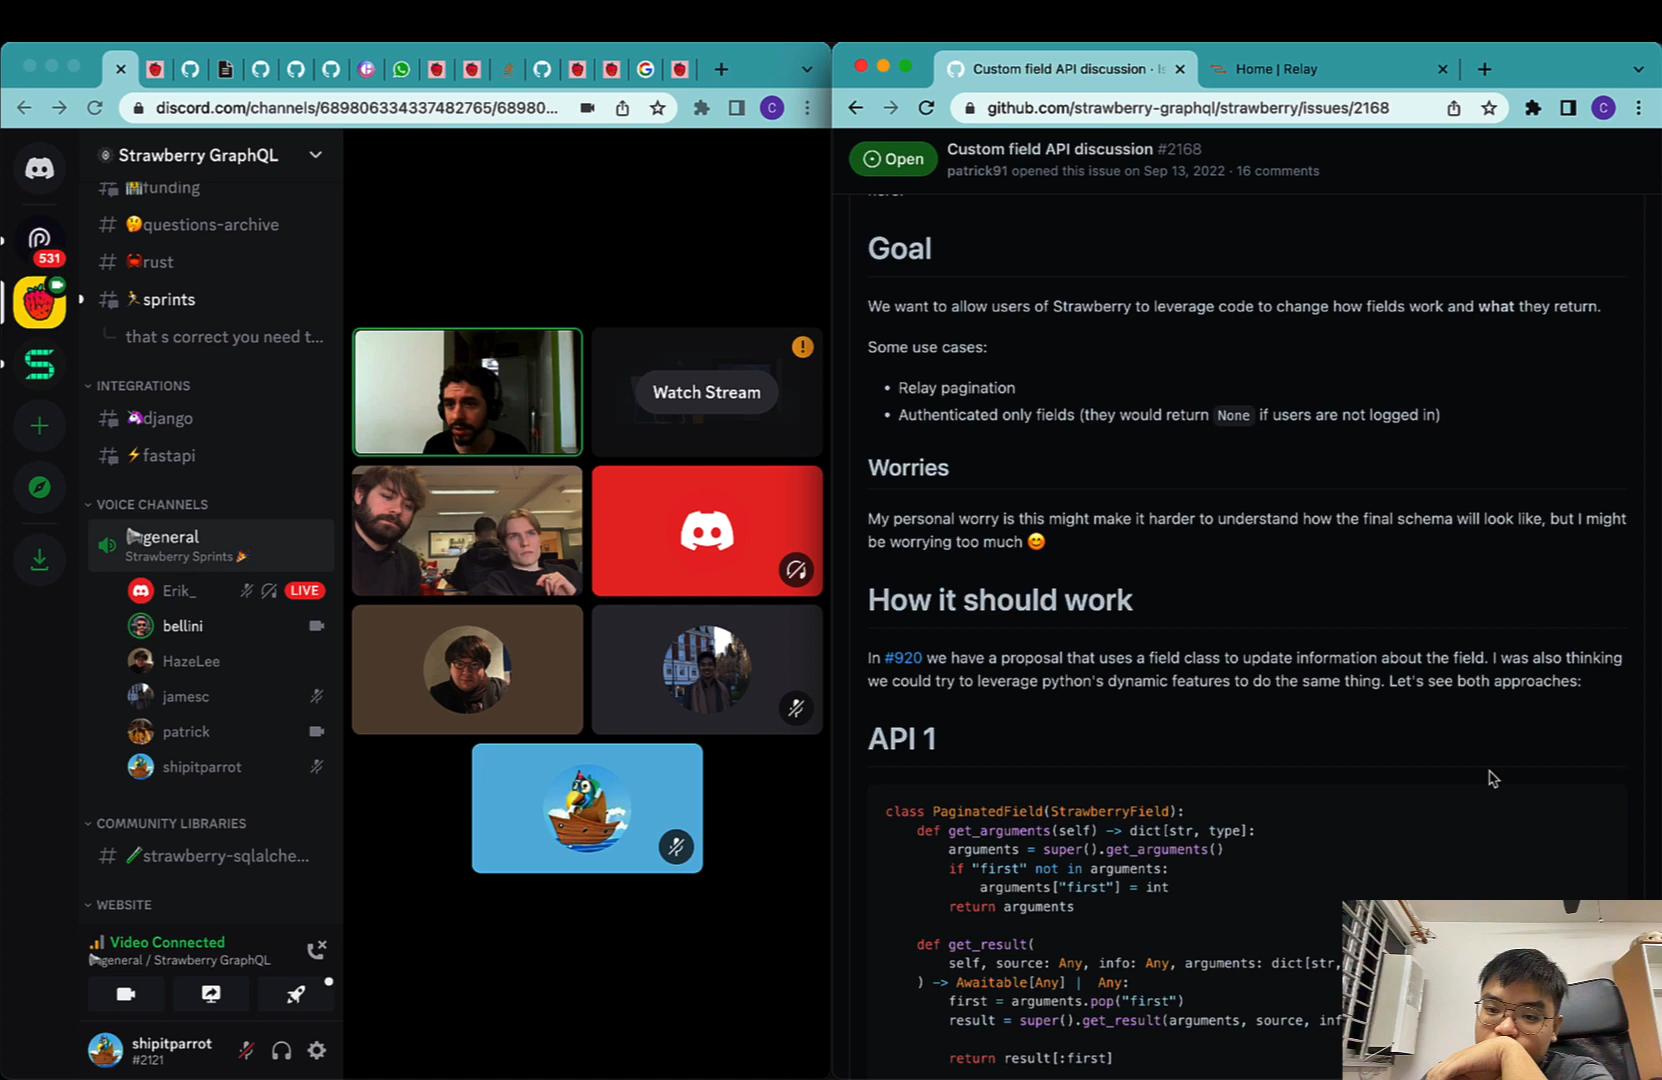 discord.com/channels/689806334337482765/68980...
C
Strawberry GraphQL
funding
questions-archive
531
rust
sprints
that s correct you need t...
INTEGRATIONS
django
fastapi
VOICE CHANNELS
general
Strawberry Sprints
Erik_
LIVE
bellini
HazeLee
jamesc
patrick
shipitparrot
COMMUNITY LIBRARIES
strawberry-sqlalche...
WEBSITE
Video Connected
general / Strawberry GraphQL
shipitparrot
#2121
Watch Stream
Custom field API discussion · Is
Home | Relay
github.com/strawberry-graphql/strawberry/issues/2168
C
Open
Custom field API discussion #2168
patrick91 opened this issue on Sep 13, 2022 · 16 comments
Goal
We want to allow users of Strawberry to leverage code to change how fields work and what they return.
Some use cases:
• Relay pagination
• Authenticated only fields (they would return None if users are not logged in)
Worries
My personal worry is this might make it harder to understand how the final schema will look like, but I might
be worrying too much 😊
How it should work
In #920 we have a proposal that uses a field class to update information about the field. I was also thinking
we could try to leverage python's dynamic features to do the same thing. Let's see both approaches:
API 1
class PaginatedField(StrawberryField):
def get_arguments(self) -> dict[str, type]:
arguments = super().get_arguments()
if "first" not in arguments:
arguments["first"] = int
return arguments
def get_result(
self, source: Any, info: Any, arguments: dict[str,
) -> Awaitable[Any] | Any:
first = arguments.pop("first")
result = super().get_result(arguments, source, inf
return result[:first]